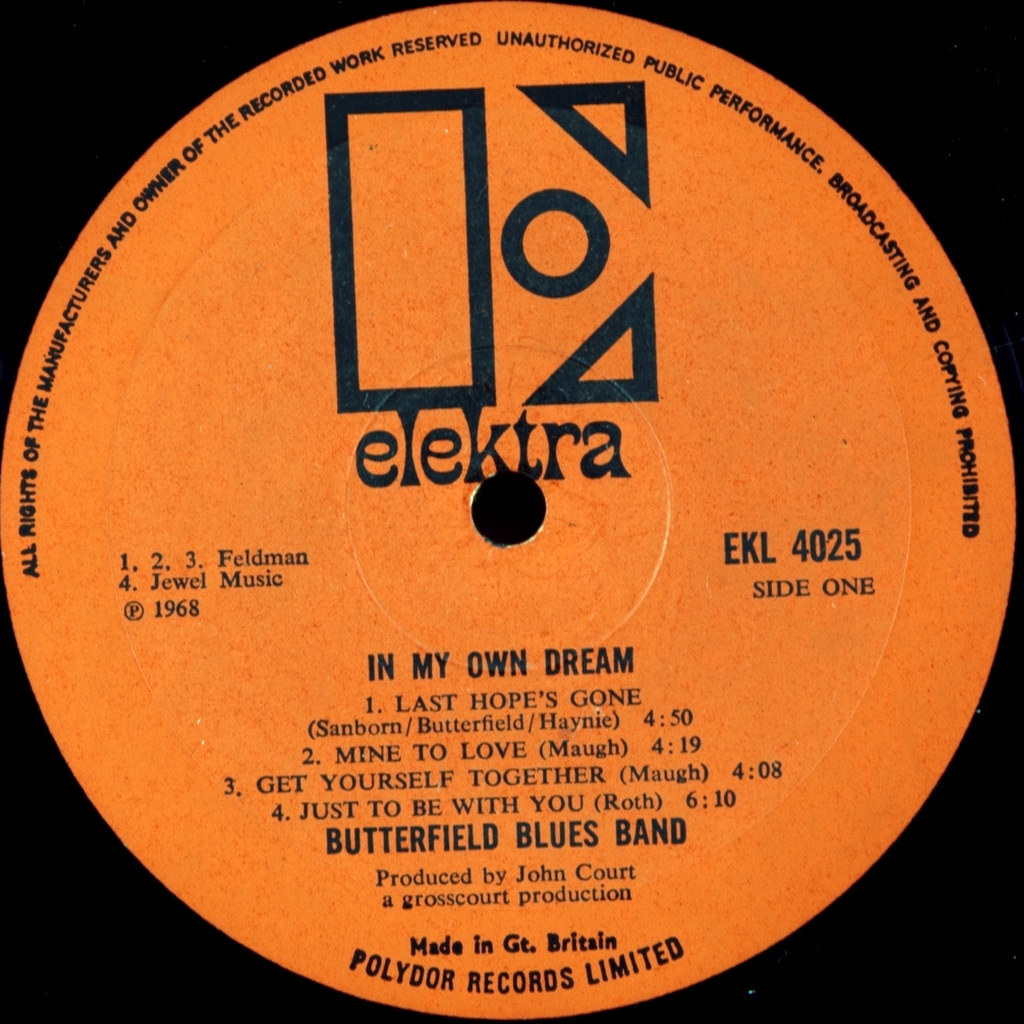 ALL RIGHTS OF THE MANUFACTURERS AND OWNER OF THE RECORDED WORK RESERVED UNAUTHORIZED PUBLIC PERFORMANCE. BROADCASTING AND COPYING PROHIBITED
elektra
1. 2. 3. Feldman
4. Jewel Music
℗ 1968
EKL 4025
SIDE ONE
IN MY OWN DREAM
1. LAST HOPE'S GONE
(Sanborn/Butterfield/Haynie) 4:50
2. MINE TO LOVE (Maugh) 4:19
3. GET YOURSELF TOGETHER (Maugh) 4:08
4. JUST TO BE WITH YOU (Roth) 6:10
BUTTERFIELD BLUES BAND
Produced by John Court
a grosscourt production
Made in Gt. Britain
POLYDOR RECORDS LIMITED